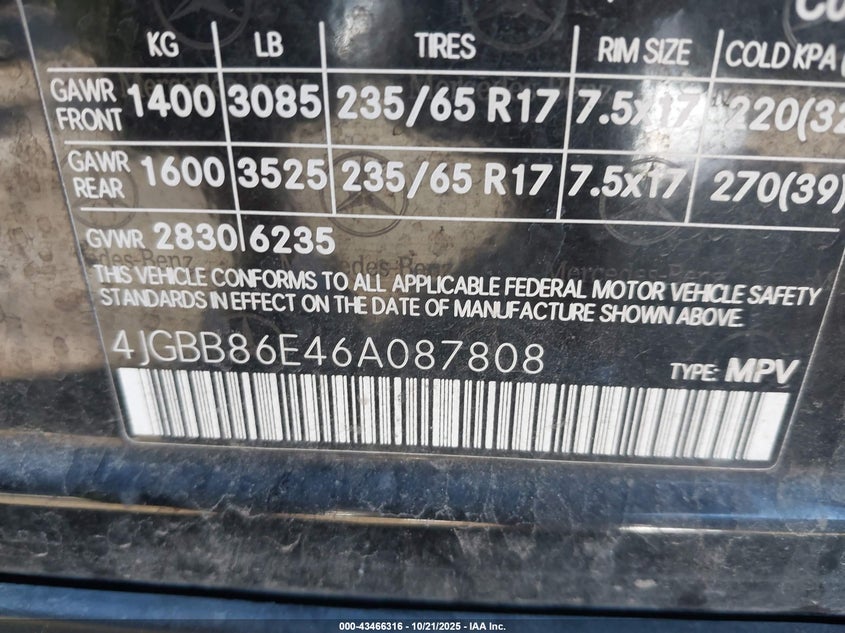 KG LB TIRES RIM SIZE COLD KPA
GAWR FRONT 1400 3085 235/65 R17 7.5x17 220(32
GAWR REAR 1600 3525 235/65 R17 7.5x17 270(39)
GVWR 2830 6235
THIS VEHICLE CONFORMS TO ALL APPLICABLE FEDERAL MOTOR VEHICLE SAFETY
STANDARDS IN EFFECT ON THE DATE OF MANUFACTURE SHOWN ABOVE.
4JGBB86E46A087808 TYPE: MPV
000-43466316 - 10/21/2025 - IAA Inc.